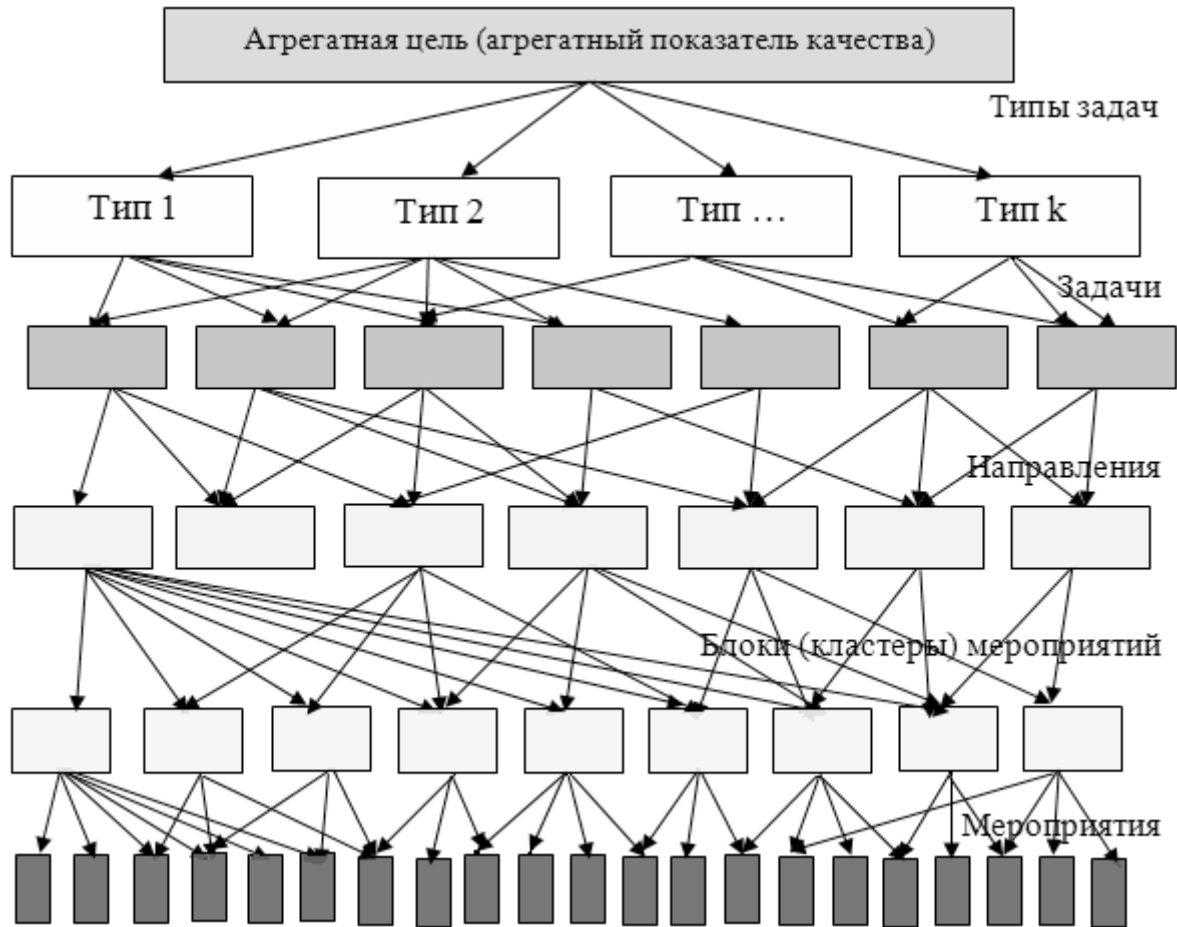 Агрегатная цель (агрегатный показатель качества)
Типы задач
Тип 1
Тип 2
Тип ...
Тип k
Задачи
Направления
Блоки (кластеры) мероприятий
Мероприятия